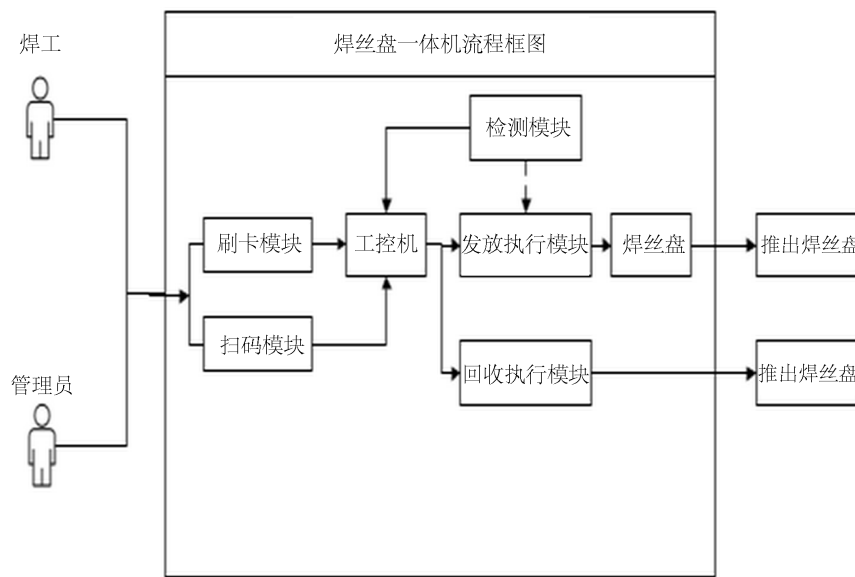 焊工
焊丝盘一体机流程框图
检测模块
刷卡模块
工控机
发放执行模块
焊丝盘
推出焊丝盘
扫码模块
回收执行模块
推出焊丝盘
管理员